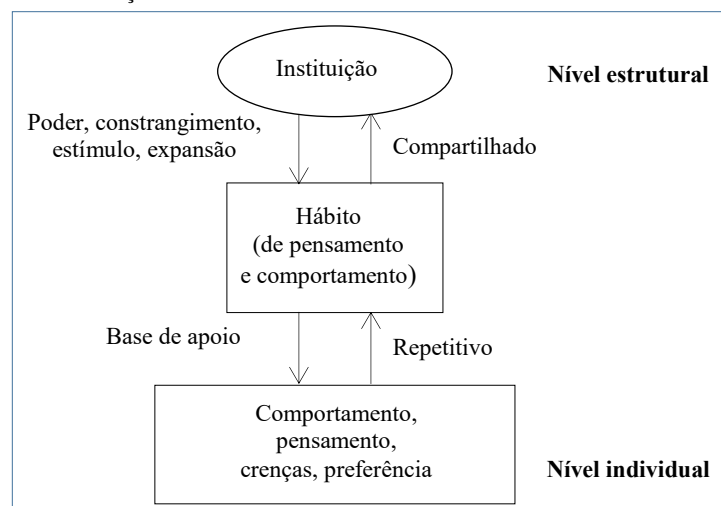 Instituição
Nível estrutural
Poder, constrangimento,
estímulo, expansão
Compartilhado
Hábito
(de pensamento
e comportamento)
Base de apoio
Repetitivo
Comportamento,
pensamento,
crenças, preferência
Nível individual